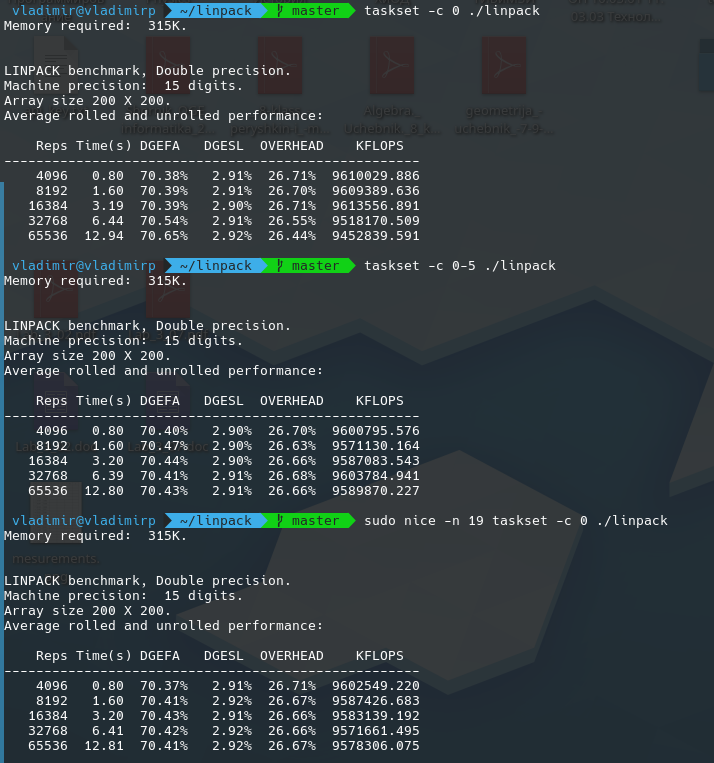 vladimir@vladimirp ~/linpack master taskset -c 0 ./linpack
Memory required:  315K.
LINPACK benchmark, Double precision.
Machine precision:  15 digits.
Array size 200 X 200.
Average rolled and unrolled performance:
Reps Time(s) DGEFA   DGESL  OVERHEAD    KFLOPS
----------------------------------------------------
4096   0.80  70.38%   2.91%  26.71%  9610029.886
8192   1.60  70.39%   2.91%  26.70%  9609389.636
16384   3.19  70.39%   2.90%  26.71%  9613556.891
32768   6.44  70.54%   2.91%  26.55%  9518170.509
65536  12.94  70.65%   2.92%  26.44%  9452839.591
vladimir@vladimirp ~/linpack master taskset -c 0-5 ./linpack
Memory required:  315K.
LINPACK benchmark, Double precision.
Machine precision:  15 digits.
Array size 200 X 200.
Average rolled and unrolled performance:
Reps Time(s) DGEFA   DGESL  OVERHEAD    KFLOPS
----------------------------------------------------
4096   0.80  70.40%   2.90%  26.70%  9600795.576
8192   1.60  70.47%   2.90%  26.63%  9571130.164
16384   3.20  70.44%   2.90%  26.66%  9587083.543
32768   6.39  70.41%   2.91%  26.68%  9603784.941
65536  12.80  70.43%   2.91%  26.66%  9589870.227
vladimir@vladimirp ~/linpack master sudo nice -n 19 taskset -c 0 ./linpack
Memory required:  315K.
mesurements.
LINPACK benchmark, Double precision.
Machine precision:  15 digits.
Array size 200 X 200.
Average rolled and unrolled performance:
Reps Time(s) DGEFA   DGESL  OVERHEAD    KFLOPS
----------------------------------------------------
4096   0.80  70.37%   2.91%  26.71%  9602549.220
8192   1.60  70.41%   2.92%  26.67%  9587426.683
16384   3.20  70.43%   2.91%  26.66%  9583139.192
32768   6.41  70.42%   2.92%  26.66%  9571661.495
65536  12.81  70.41%   2.92%  26.67%  9578306.075